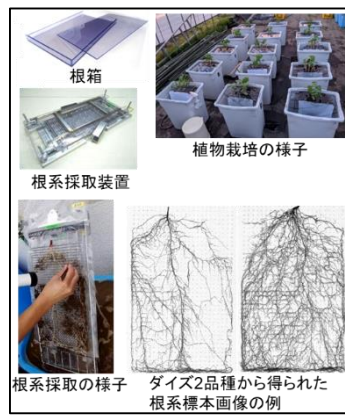 根箱
植物栽培の様子
根系採取装置
根系採取の様子
ダイズ2品種から得られた
根系標本画像の例